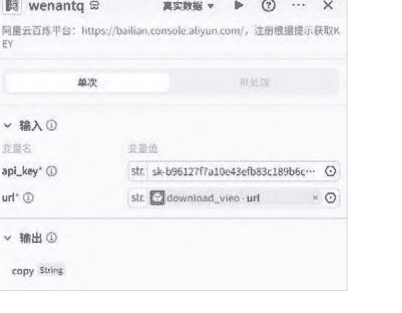 wenantq
真实数据
阿里云百炼平台: https://bailian.console.aliyun.com/，注册根据提示获取K
EY
单次
批处理
输入
变量名 变量值
api_key* str. sk-b96127f7a10e43efb83c189b6c···
url* str. download_vieo - url
输出
copy String